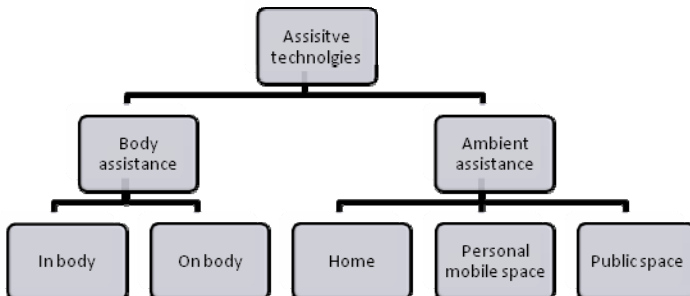 Assisitve
technolgies
Body
assistance
Ambient
assistance
In body
On body
Home
Personal
mobile space
Public space